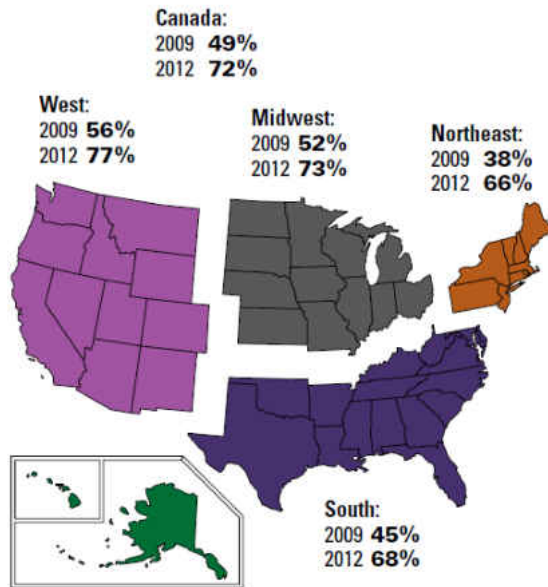 Canada:
2009 49%
2012 72%
West:
2009 56%
2012 77%
Midwest:
2009 52%
2012 73%
Northeast:
2009 38%
2012 66%
South:
2009 45%
2012 68%